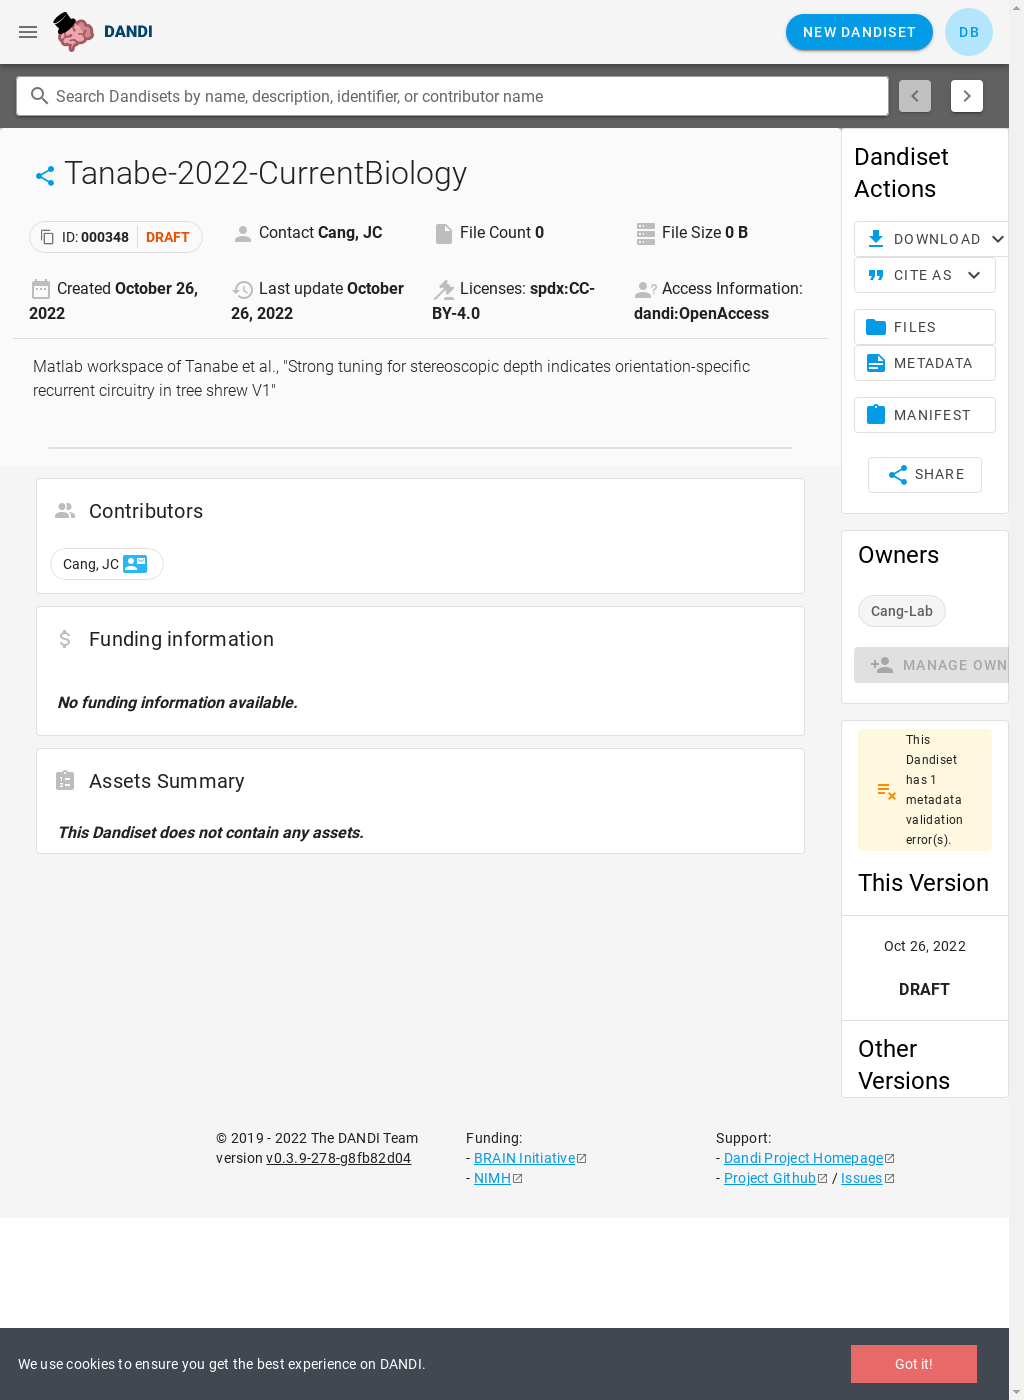 DANDI
NEW DANDISET
DB
Search Dandisets by name, description, identifier, or contributor name
Tanabe-2022-CurrentBiology
ID: 000348 DRAFT
Contact Cang, JC
File Count 0
File Size 0 B
Created October 26,
2022
Last update October
26, 2022
Licenses: spdx:CC-
BY-4.0
Access Information:
dandi:OpenAccess
Matlab workspace of Tanabe et al., "Strong tuning for stereoscopic depth indicates orientation-specific
recurrent circuitry in tree shrew V1"
Contributors
Cang, JC
Funding information
No funding information available.
Assets Summary
This Dandiset does not contain any assets.
Dandiset
Actions
DOWNLOAD
CITE AS
FILES
METADATA
MANIFEST
SHARE
Owners
Cang-Lab
MANAGE OWN
This
Dandiset
has 1
metadata
validation
error(s).
This Version
Oct 26, 2022
DRAFT
Other
Versions
© 2019 - 2022 The DANDI Team
version v0.3.9-278-g8fb82d04
Funding:
- BRAIN Initiative
- NIMH
Support:
- Dandi Project Homepage
- Project Github / Issues
We use cookies to ensure you get the best experience on DANDI.
Got it!